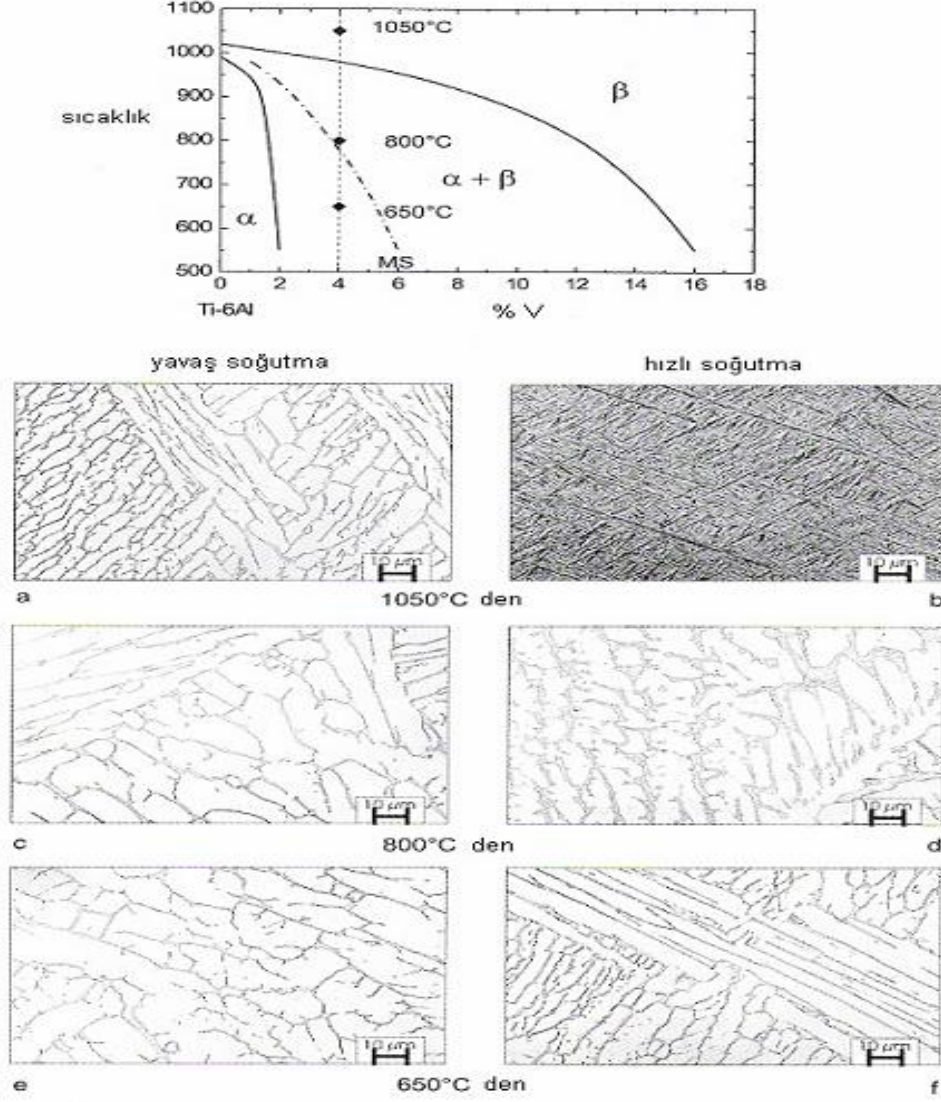 1100
1050°C
1000
β
900
sıcaklık
800
800°C
α + β
700
650°C
α
600
MS
500
0 2 4 6 8 10 12 14 16 18
Ti-6Al
% V
yavaş soğutma hızlı soğutma
10 µm 10 µm
a 1050°C den b
10 µm 10 µm
c 800°C den d
10 µm 10 µm
e 650°C den f